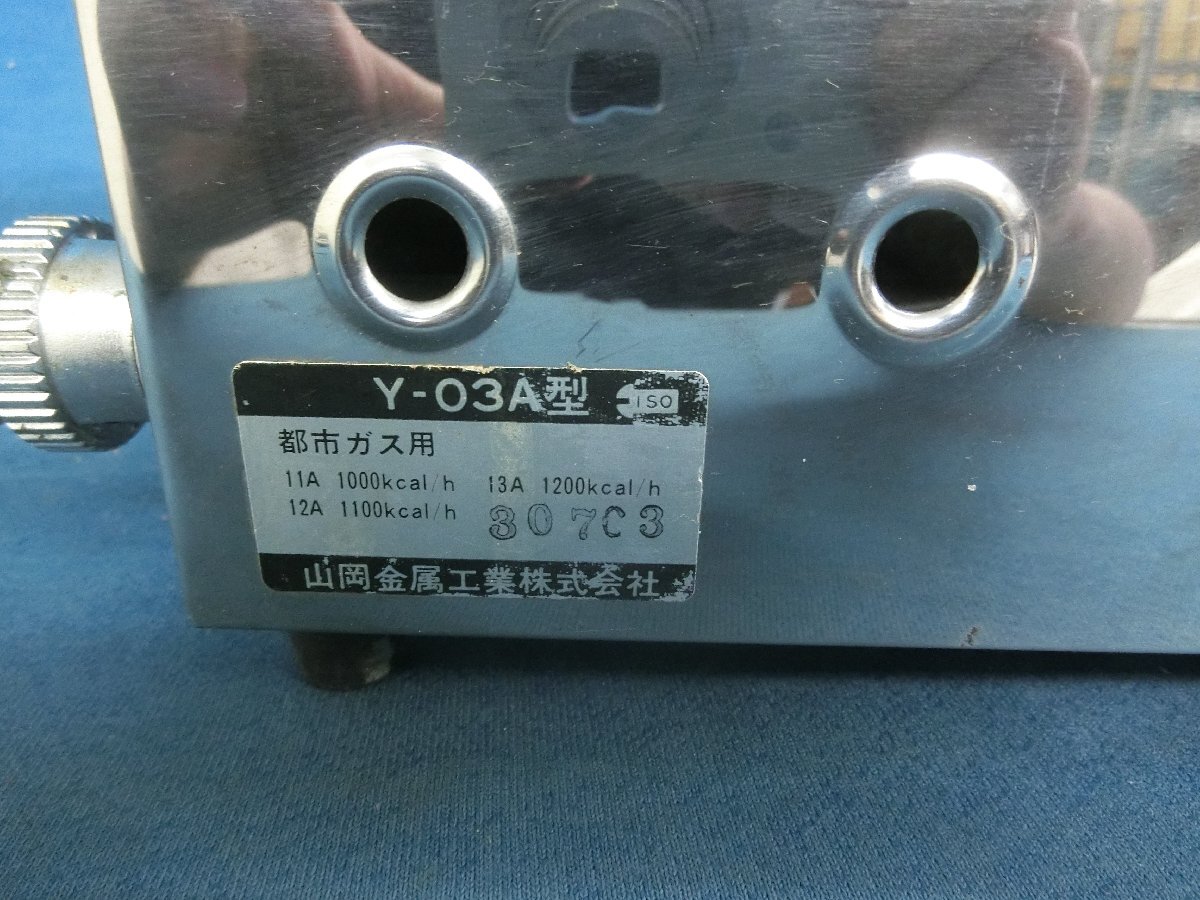 Y-03A型 ISO
都市ガス用
11A 1000kcal/h 13A 1200kcal/h
12A 1100kcal/h 307C3
山岡金属工業株式会社